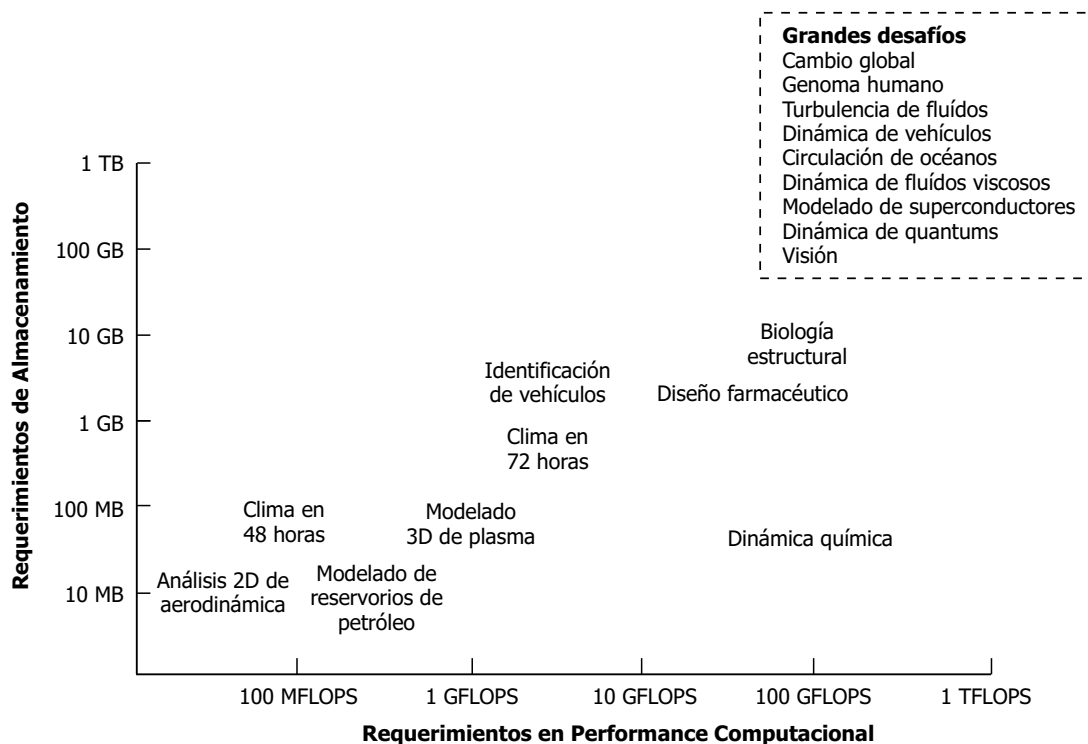 Grandes desafíos
Cambio global
Genoma humano
Turbulencia de fluídos
Dinámica de vehículos
Circulación de océanos
Dinámica de fluídos viscosos
Modelado de superconductores
Dinámica de quantums
Visión
Requerimientos de Almacenamiento
1 TB
100 GB
10 GB
1 GB
100 MB
10 MB
Biología
estructural
Identificación
de vehículos
Diseño farmacéutico
Clima en
72 horas
Clima en
48 horas
Modelado
3D de plasma
Dinámica química
Análisis 2D de
aerodinámica
Modelado de
reservorios de
petróleo
100 MFLOPS
1 GFLOPS
10 GFLOPS
100 GFLOPS
1 TFLOPS
Requerimientos en Performance Computacional